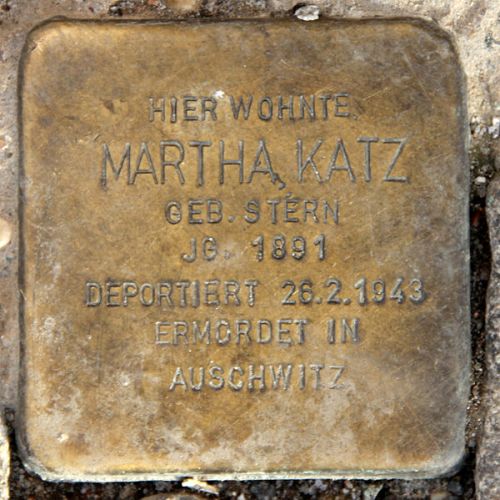 HIER WOHNTE
MARTHA KATZ
GEB. STERN
JG. 1891
DEPORTIERT 26.2.1943
ERMORDET IN
AUSCHWITZ